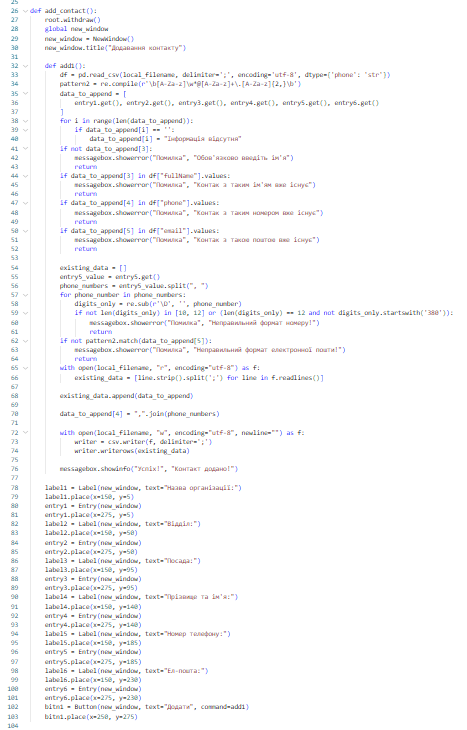 25
26 def add_contact():
27 root.withdraw()
28 global new_window
29 new_window = NewWindow()
30 new_window.title("Додавання контакту")
31
32 def add1():
33 df = pd.read_csv(local_filename, delimiter=';', encoding='utf-8', dtype={'phone': 'str'})
34 pattern2 = re.compile(r'\b[A-Za-z]\w*@[A-Za-z]+\.[A-Za-z]{2,}\b')
35 data_to_append = [
36 entry1.get(), entry2.get(), entry3.get(), entry4.get(), entry5.get(), entry6.get()
37 ]
38 for i in range(len(data_to_append)):
39 if data_to_append[i] == '':
40 data_to_append[i] = "інформація відсутня"
41 if not data_to_append[3]:
42 messagebox.showerror("Помилка", "Обов'язково введіть ім'я")
43 return
44 if data_to_append[3] in df["fullName"].values:
45 messagebox.showerror("Помилка", "Контак з таким ім'ям вже існує")
46 return
47 if data_to_append[4] in df["phone"].values:
48 messagebox.showerror("Помилка", "Контак з таким номером вже існує")
49 return
50 if data_to_append[5] in df["email"].values:
51 messagebox.showerror("Помилка", "Контак з такою поштою вже існує")
52 return
53
54 existing_data = []
55 entry5_value = entry5.get()
56 phone_numbers = entry5_value.split(", ")
57 for phone_number in phone_numbers:
58 digits_only = re.sub(r'\D', '', phone_number)
59 if not len(digits_only) in [10, 12] or (len(digits_only) == 12 and not digits_only.startswith('380')):
60 messagebox.showerror("Помилка", "Неправильний формат номеру!")
61 return
62 if not pattern2.match(data_to_append[5]):
63 messagebox.showerror("Помилка", "Неправильний формат електронної пошти!")
64 return
65 with open(local_filename, "r", encoding="utf-8") as f:
66 existing_data = [line.strip().split(';') for line in f.readlines()]
67
68 existing_data.append(data_to_append)
69
70 data_to_append[4] = ",".join(phone_numbers)
71
72 with open(local_filename, "w", encoding="utf-8", newline="") as f:
73 writer = csv.writer(f, delimiter=';')
74 writer.writerows(existing_data)
75
76 messagebox.showinfo("Успіх!", "Контакт додано!")
77
78 label1 = Label(new_window, text="Назва організації:")
79 label1.place(x=150, y=5)
80 entry1 = Entry(new_window)
81 entry1.place(x=275, y=5)
82 label2 = Label(new_window, text="Відділ:")
83 label2.place(x=150, y=50)
84 entry2 = Entry(new_window)
85 entry2.place(x=275, y=50)
86 label3 = Label(new_window, text="Посада:")
87 label3.place(x=150, y=95)
88 entry3 = Entry(new_window)
89 entry3.place(x=275, y=95)
90 label4 = Label(new_window, text="Прізвище та ім'я:")
91 label4.place(x=150, y=140)
92 entry4 = Entry(new_window)
93 entry4.place(x=275, y=140)
94 label5 = Label(new_window, text="Номер телефону:")
95 label5.place(x=150, y=185)
96 entry5 = Entry(new_window)
97 entry5.place(x=275, y=185)
98 label6 = Label(new_window, text="Ел-пошта:")
99 label6.place(x=150, y=230)
100 entry6 = Entry(new_window)
101 entry6.place(x=275, y=230)
102 bitn1 = Button(new_window, text="Додати", command=add1)
103 bitn1.place(x=250, y=275)
104